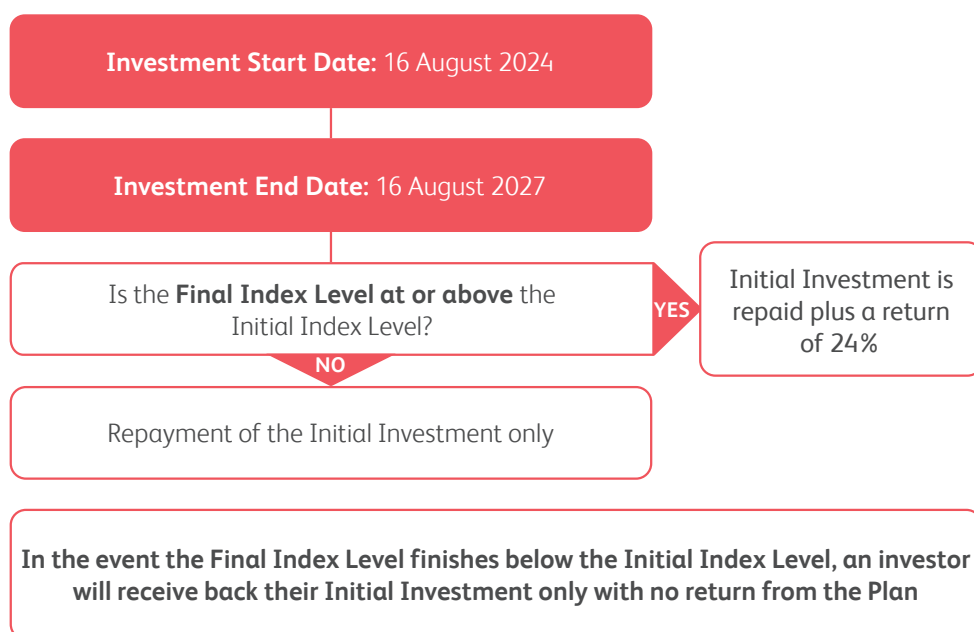 Investment Start Date: 16 August 2024
Investment End Date: 16 August 2027
Is the Final Index Level at or above the
Initial Index Level?
YES
Initial Investment is
repaid plus a return
of 24%
NO
Repayment of the Initial Investment only
In the event the Final Index Level finishes below the Initial Index Level, an investor
will receive back their Initial Investment only with no return from the Plan